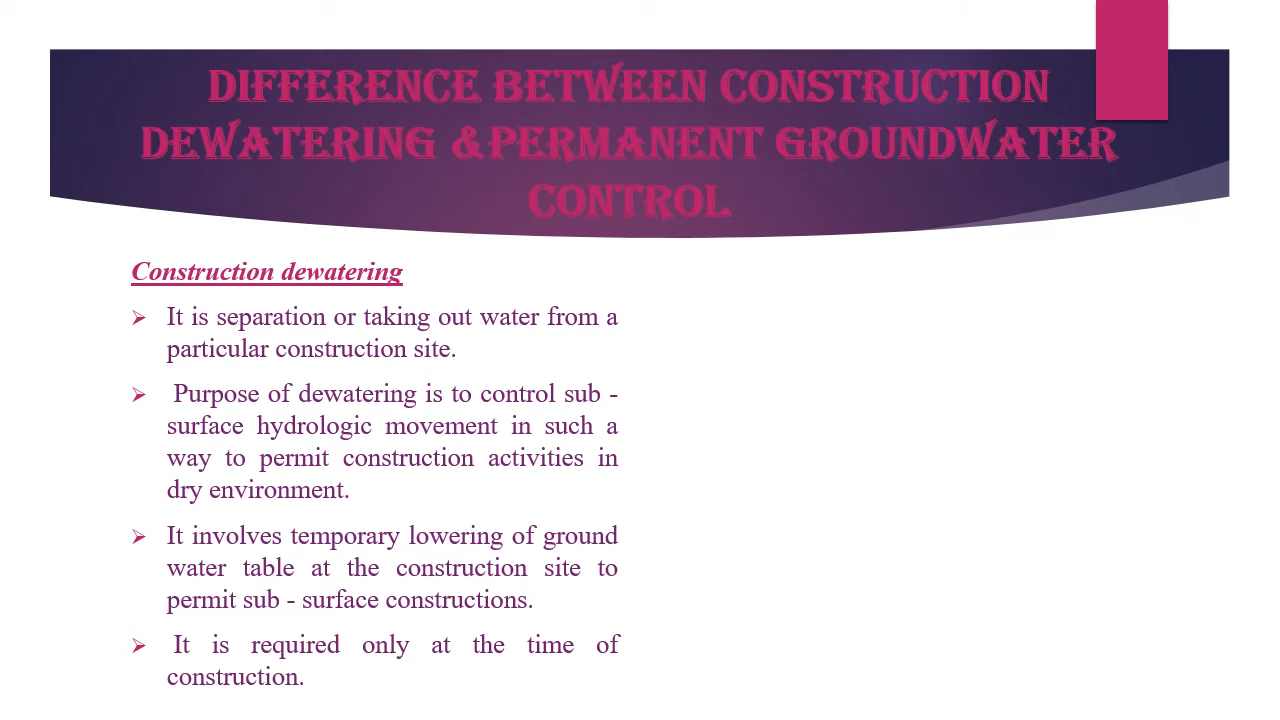 DIFFERENCE BETWEEN CONSTRUCTION
DEWATERING &PERMANENT GROUNDWATER
CONTROL
Construction dewatering
➢ It is separation or taking out water from a
particular construction site.
➢ Purpose of dewatering is to control sub -
surface hydrologic movement in such a
way to permit construction activities in
dry environment.
➢ It involves temporary lowering of ground
water table at the construction site to
permit sub - surface constructions.
➢ It is required only at the time of
construction.